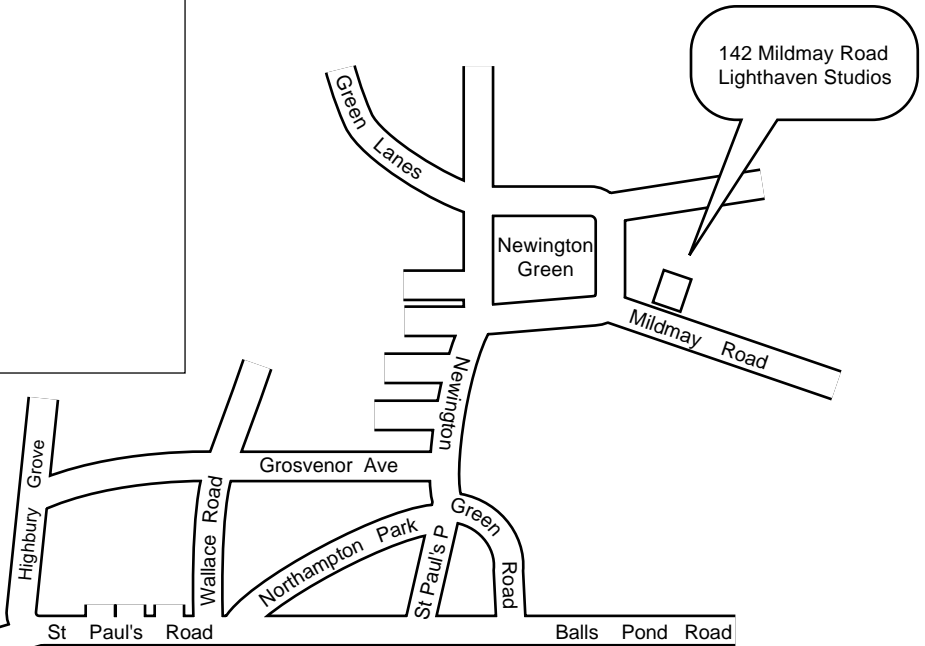 142 Mildmay Road
Lighthaven Studios
Green Lanes
Newington
Green
Mildmay Road
Newington
Grosvenor Ave
Highbury Grove
Wallace Road
Northampton Park
Green
Road
St Paul's P
St Paul's Road
Balls Pond Road